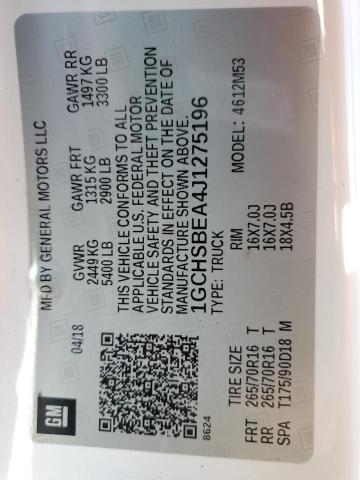 GM
MFD BY GENERAL MOTORS LLC
04/18
GVWR GAWR FRT GAWR RR
2449 KG 1315 KG 1497 KG
5400 LB 2900 LB 3300 LB
THIS VEHICLE CONFORMS TO ALL
APPLICABLE U.S. FEDERAL MOTOR
VEHICLE SAFETY AND THEFT PREVENTION
STANDARDS IN EFFECT ON THE DATE OF
MANUFACTURE SHOWN ABOVE.
1GCHSBEA4J1275196
TYPE: TRUCK MODEL: 4612M53
8624
TIRE SIZE RIM
FRT 265/70R16 T 16X7.0J
RR 265/70R16 T 16X7.0J
SPA T175/90D18 M 18X4.5B